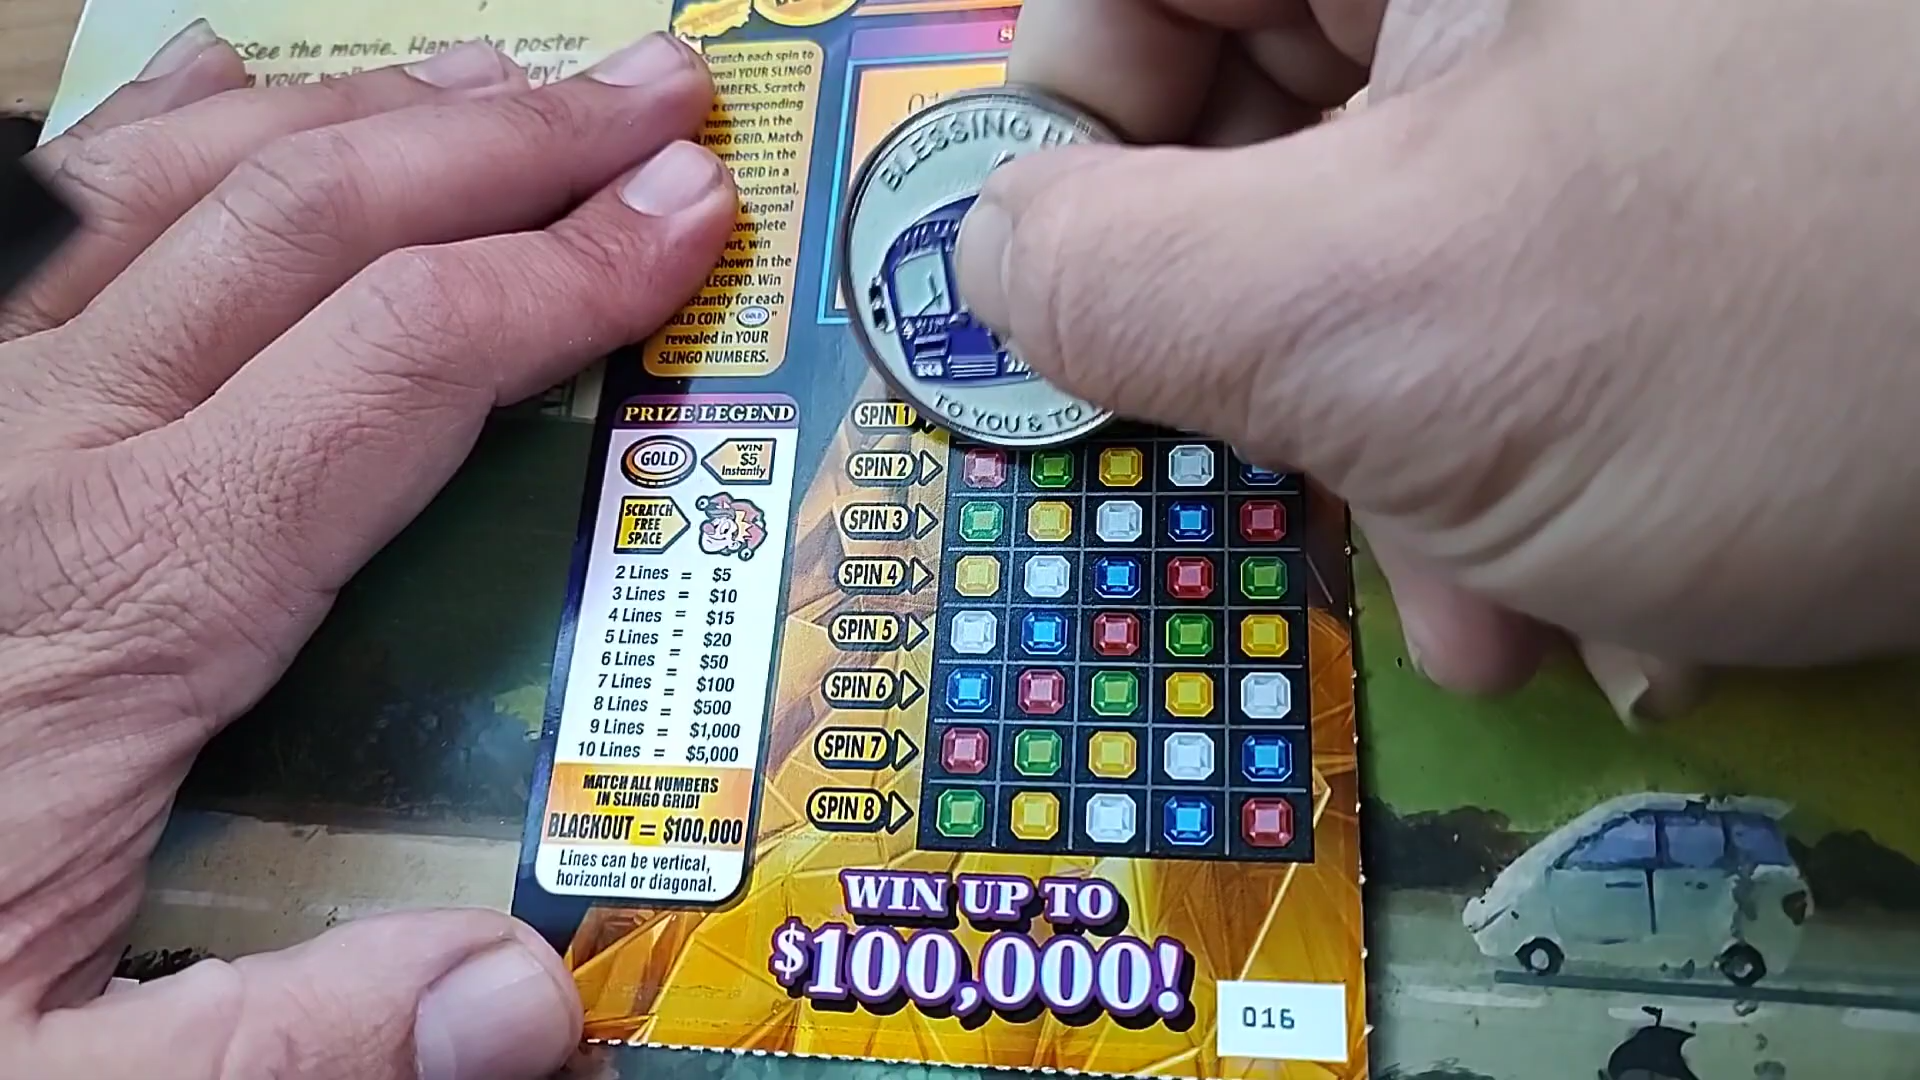 "See the movie. Hang the poster
your
day!"
Scratch each spin to
YOUR SLINGO
NUMBERS. Scratch
corresponding
numbers in the
GRID. Match
numbers in the
GRID in a
horizontal,
diagonal
complete
win
shown in the
LEGEND. Win
instantly for each
GOLD COIN "GOLD"
revealed in YOUR
SLINGO NUMBERS.
BLESSING
TO YOU & TO
PRIZE LEGEND
GOLD
WIN
$5
Instantly
SCRATCH
FREE
SPACE
2 Lines = $5
3 Lines = $10
4 Lines = $15
5 Lines = $20
6 Lines = $50
7 Lines = $100
8 Lines = $500
9 Lines = $1,000
10 Lines = $5,000
MATCH ALL NUMBERS
IN SLINGO GRID!
BLACKOUT = $100,000
Lines can be vertical,
horizontal or diagonal.
SPIN 1
SPIN 2
SPIN 3
SPIN 4
SPIN 5
SPIN 6
SPIN 7
SPIN 8
WIN UP TO
$100,000!
016